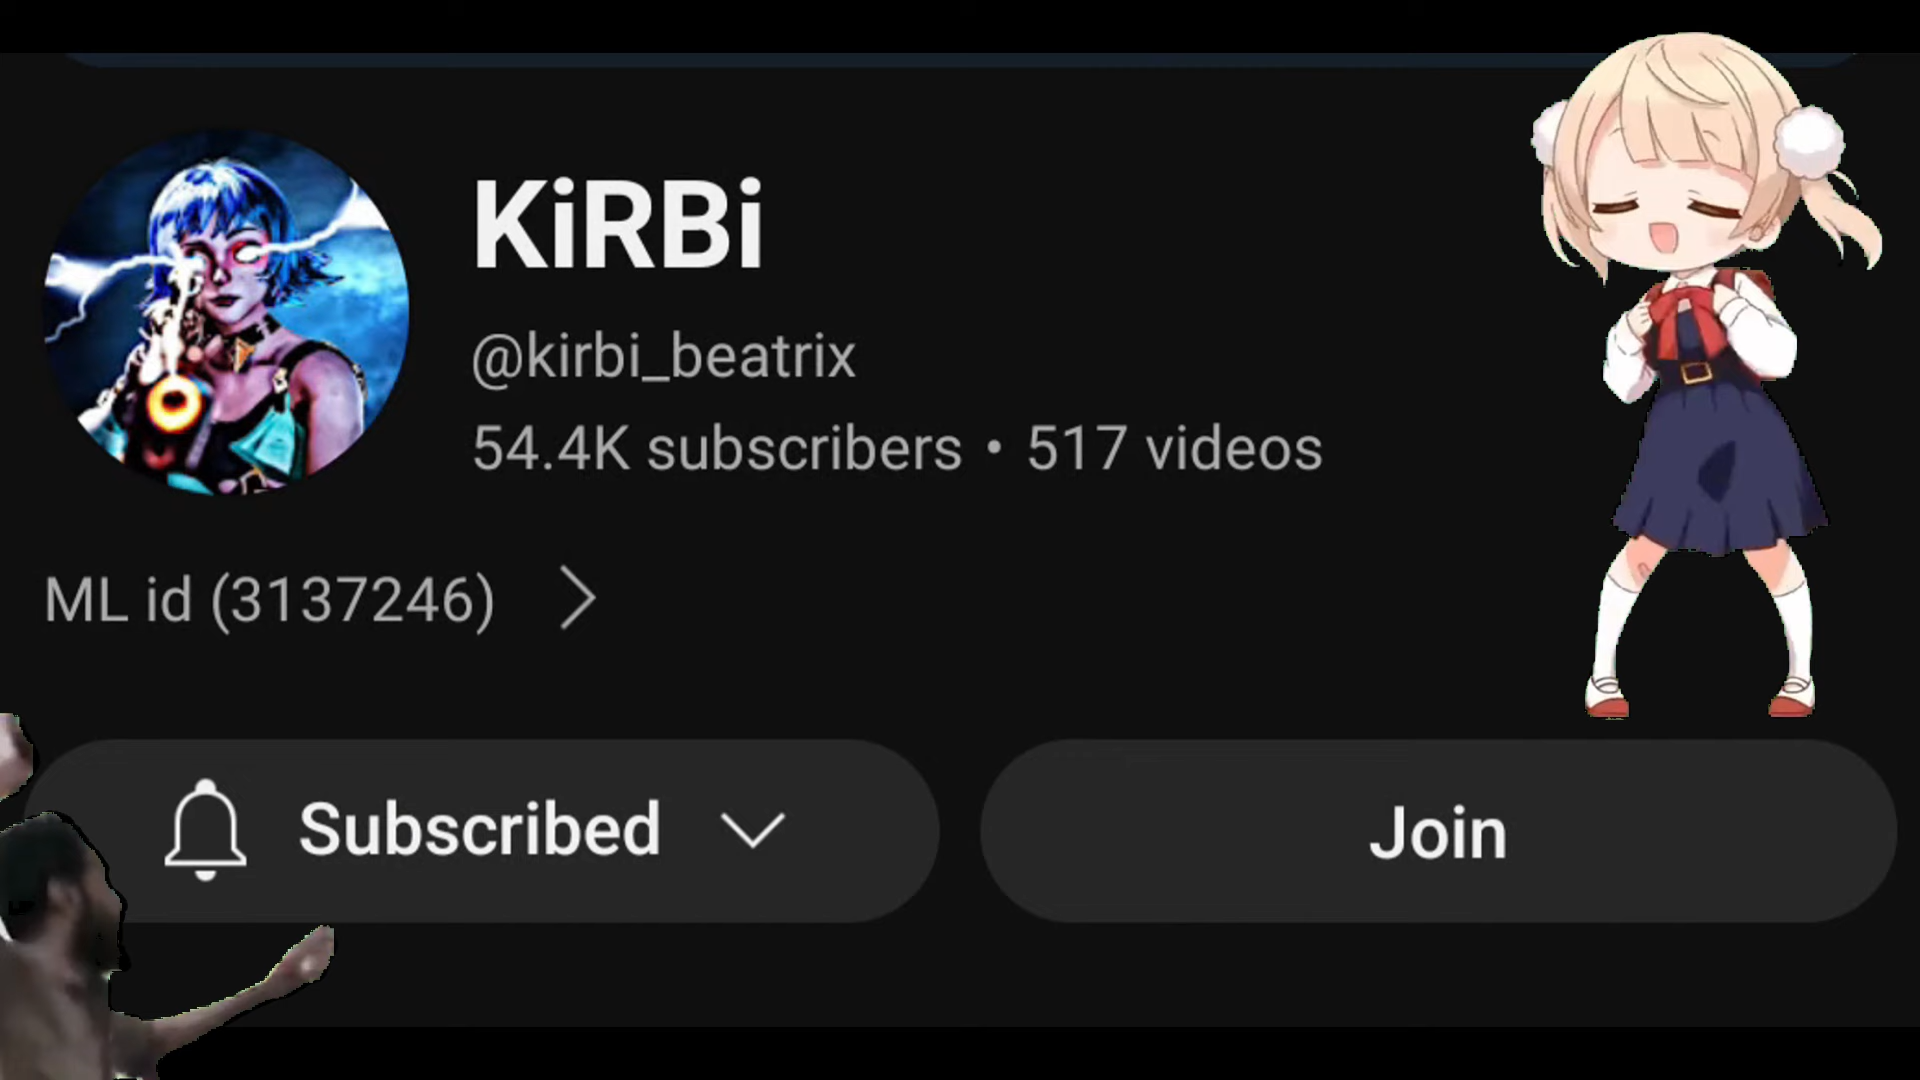 KiRBi
@kirbi_beatrix
54.4K subscribers • 517 videos
ML id (3137246)
Subscribed
Join